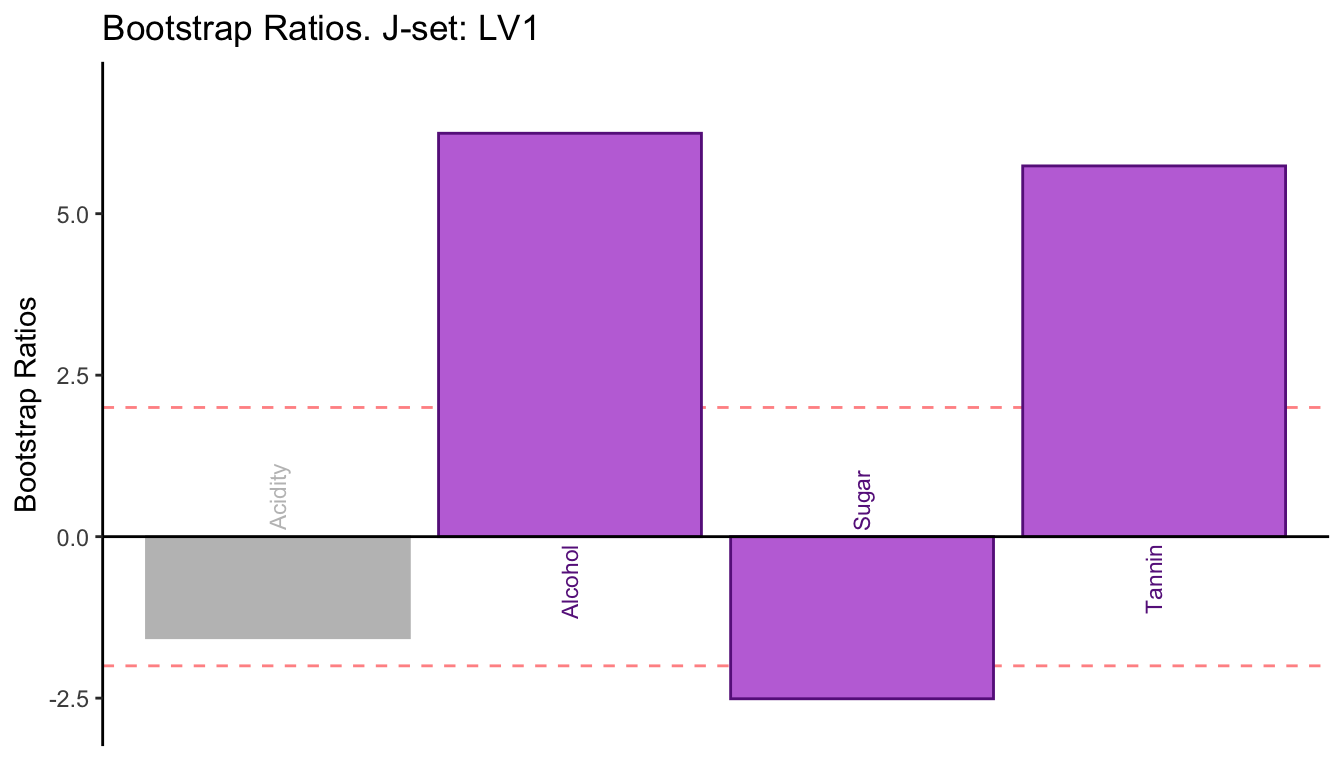 Bootstrap Ratios. J-set: LV1
Bootstrap Ratios
5.0
2.5
0.0
-2.5
Acidity
Alcohol
Sugar
Tannin